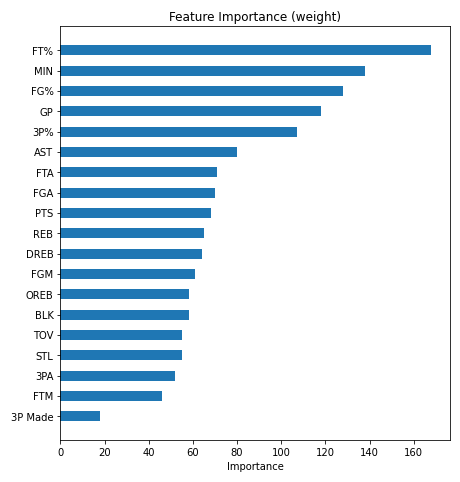 Feature Importance (weight)
FT%
MIN
FG%
GP
3P%
AST
FTA
FGA
PTS
REB
DREB
FGM
OREB
BLK
TOV
STL
3PA
FTM
3P Made
0 20 40 60 80 100 120 140 160
Importance